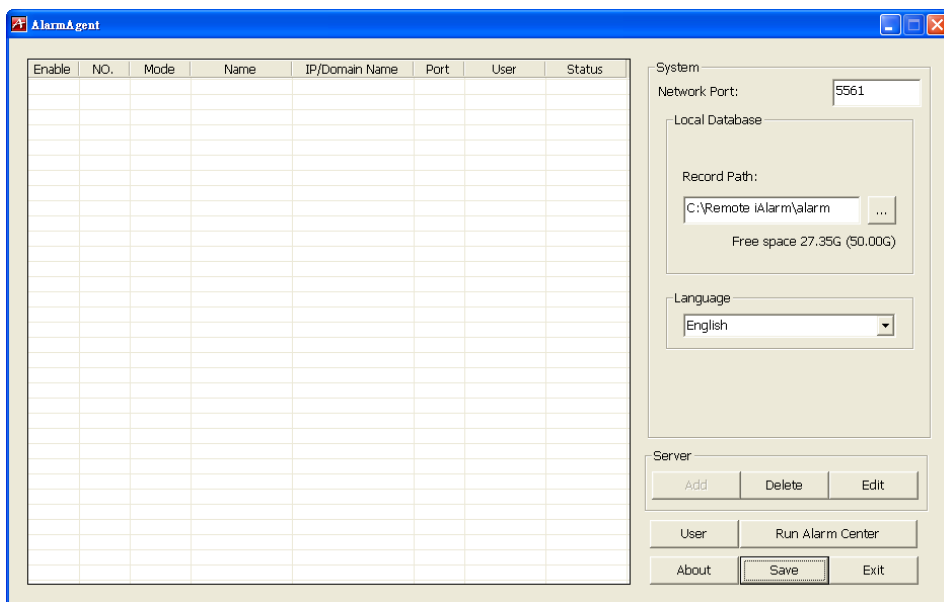 AlarmAgent
Enable NO. Mode Name IP/Domain Name Port User Status
System
Network Port: 5561
Local Database
Record Path:
C:\Remote iAlarm\alarm ...
Free space 27.35G (50.00G)
Language
English
Server
Add Delete Edit
User Run Alarm Center
About Save Exit